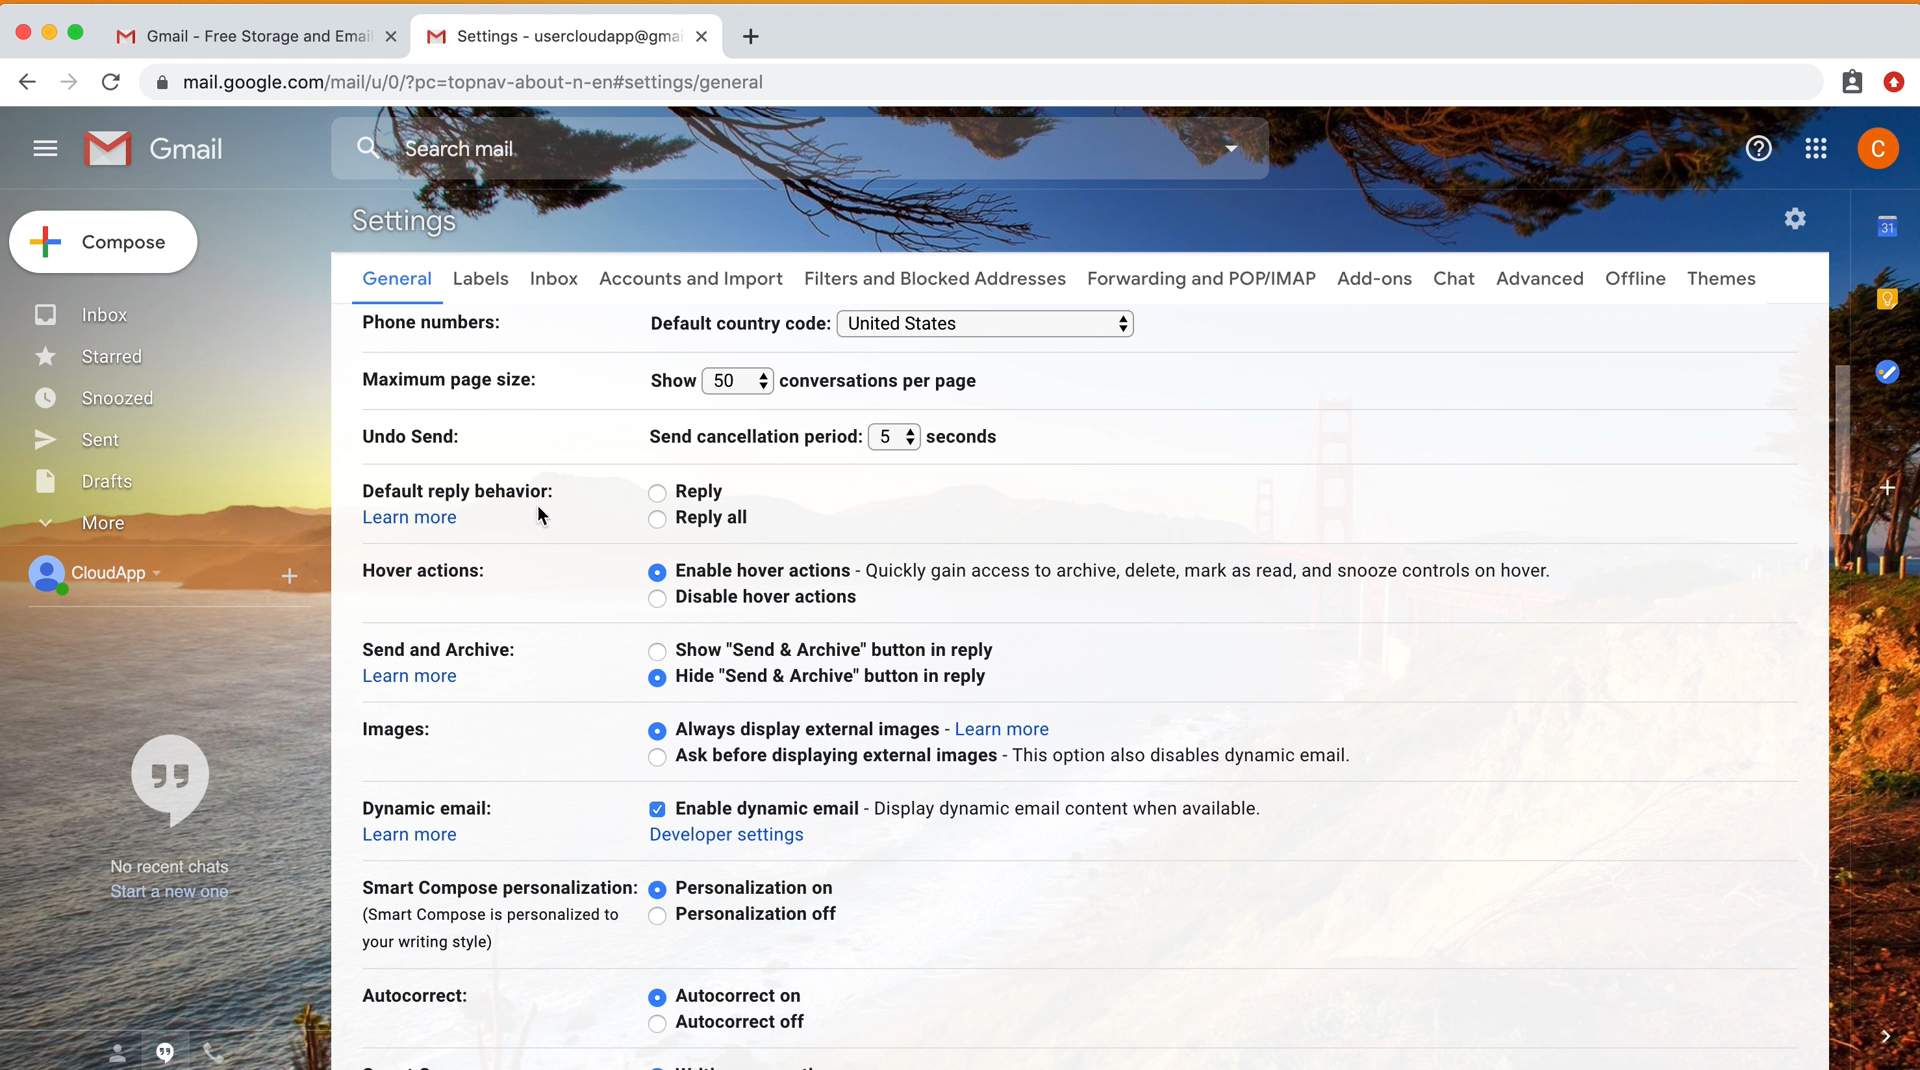 Gmail - Free Storage and Email
Settings - usercloudapp@gmai
mail.google.com/mail/u/0/?pc=topnav-about-n-en#settings/general
Gmail
Search mail
C
Settings
31
Compose
General Labels Inbox Accounts and Import Filters and Blocked Addresses Forwarding and POP/IMAP Add-ons Chat Advanced Offline Themes
Inbox
Starred
Snoozed
Sent
Drafts
More
CloudApp
No recent chats
Start a new one
Phone numbers: Default country code: United States
Maximum page size: Show 50 conversations per page
Undo Send: Send cancellation period: 5 seconds
Default reply behavior: Reply
Learn more Reply all
Hover actions: Enable hover actions - Quickly gain access to archive, delete, mark as read, and snooze controls on hover.
Disable hover actions
Send and Archive: Show "Send & Archive" button in reply
Learn more Hide "Send & Archive" button in reply
Images: Always display external images - Learn more
Ask before displaying external images - This option also disables dynamic email.
Dynamic email: Enable dynamic email - Display dynamic email content when available.
Learn more Developer settings
Smart Compose personalization: Personalization on
(Smart Compose is personalized to Personalization off
your writing style)
Autocorrect: Autocorrect on
Autocorrect off